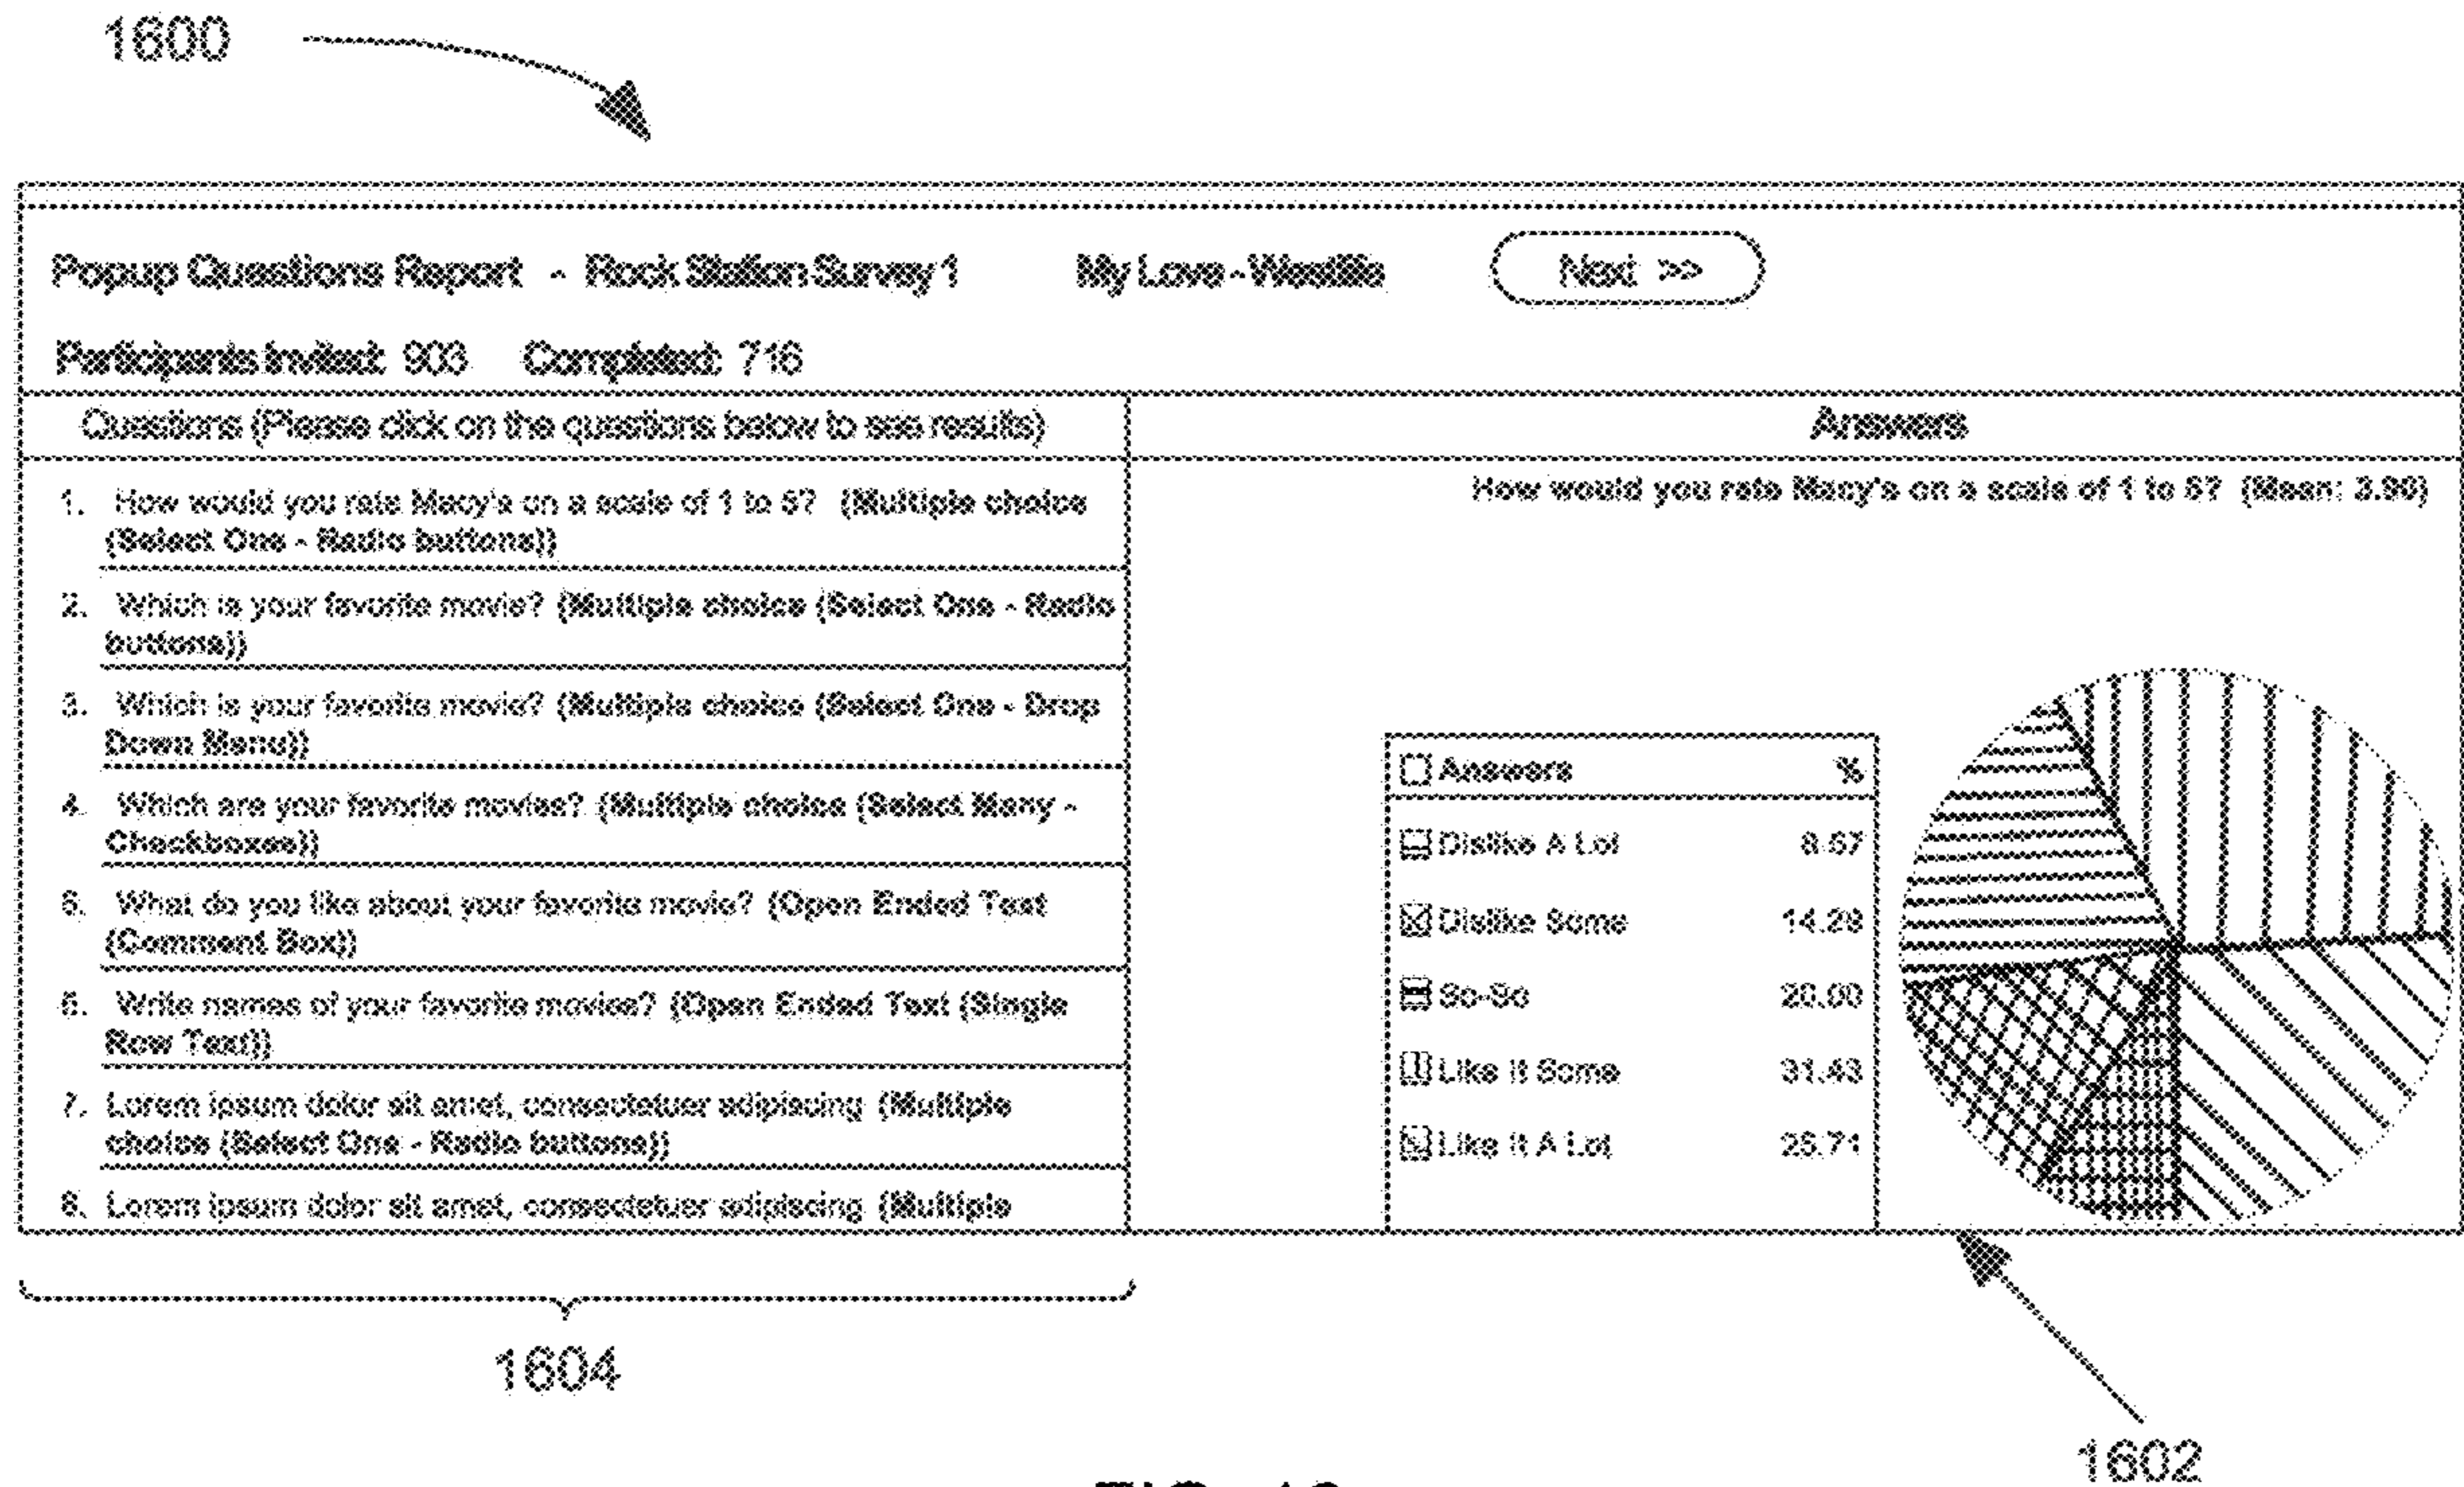 1600
Popup Questions Report - Rock Station Survey 1 My Love - Westlife Next >>
Participants Invited: 903 Completed: 716
Questions (Please click on the questions below to see results)
Answers
1. How would you rate Macy's on a scale of 1 to 5? (Multiple choice
(Select One - Radio buttons))
2. Which is your favorite movie? (Multiple choice (Select One - Radio
buttons))
3. Which is your favorite movie? (Multiple choice (Select One - Drop
Down Menu))
4. Which are your favorite movies? (Multiple choice (Select Many -
Checkboxes))
5. What do you like about your favorite movie? (Open Ended Text
(Comment Box))
6. Write names of your favorite movies? (Open Ended Text (Single
Row Text))
7. Lorem ipsum dolor sit amet, consectetuer adipiscing (Multiple
choice (Select One - Radio buttons))
8. Lorem ipsum dolor sit amet, consectetuer adipiscing (Multiple
How would you rate Macy's on a scale of 1 to 5? (Mean:
Answers %
Dislike A Lot 8.57
Dislike Some 14.29
So-So 20.00
Like It Some 31.43
Like It A Lot 25.71
1604
1602